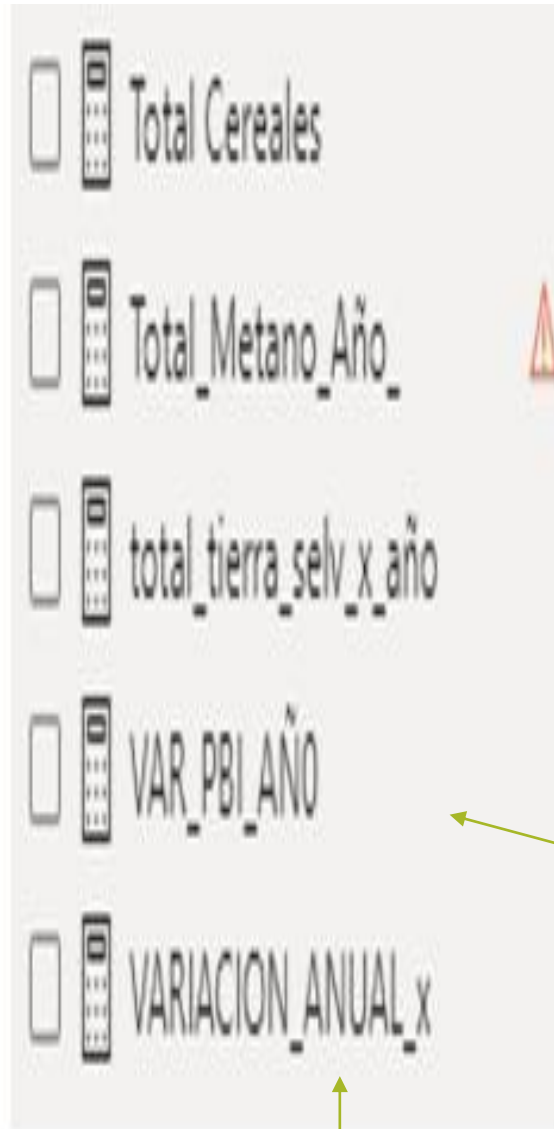 Total Cereales
Total_Metano_Año_
total_tierra_selv_x_año
VAR_PBI_AÑO
VARIACION_ANUAL_x